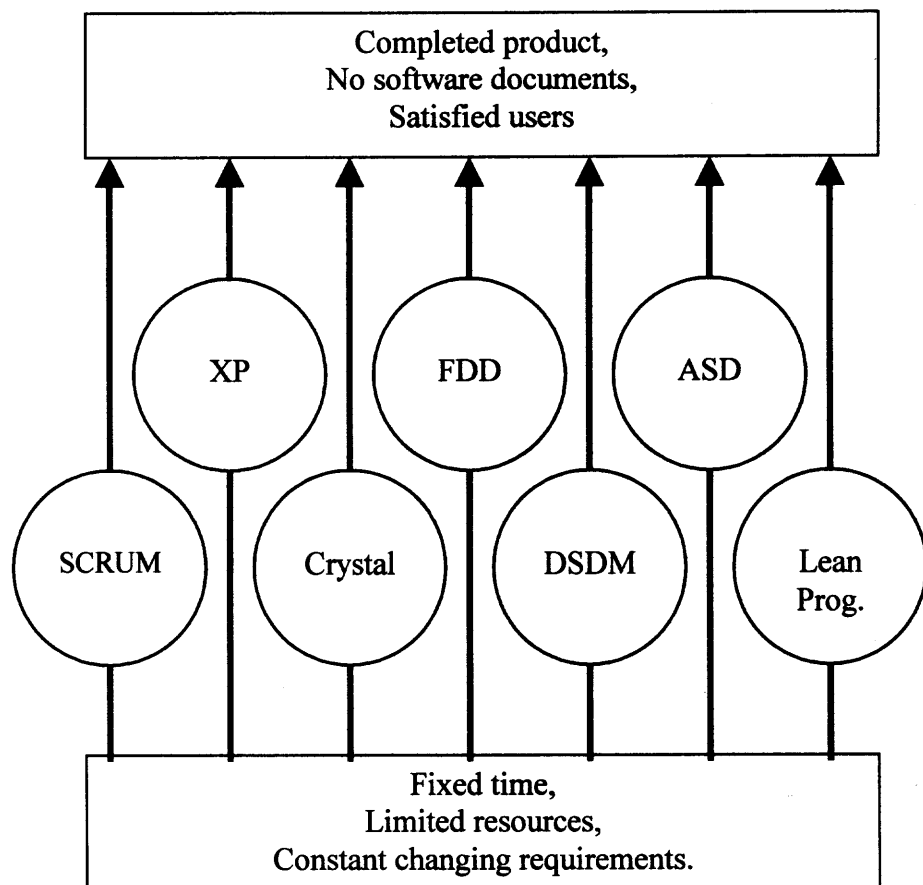 Completed product,
No software documents,
Satisfied users
XP
FDD
ASD
SCRUM
Crystal
DSDM
Lean
Prog.
Fixed time,
Limited resources,
Constant changing requirements.